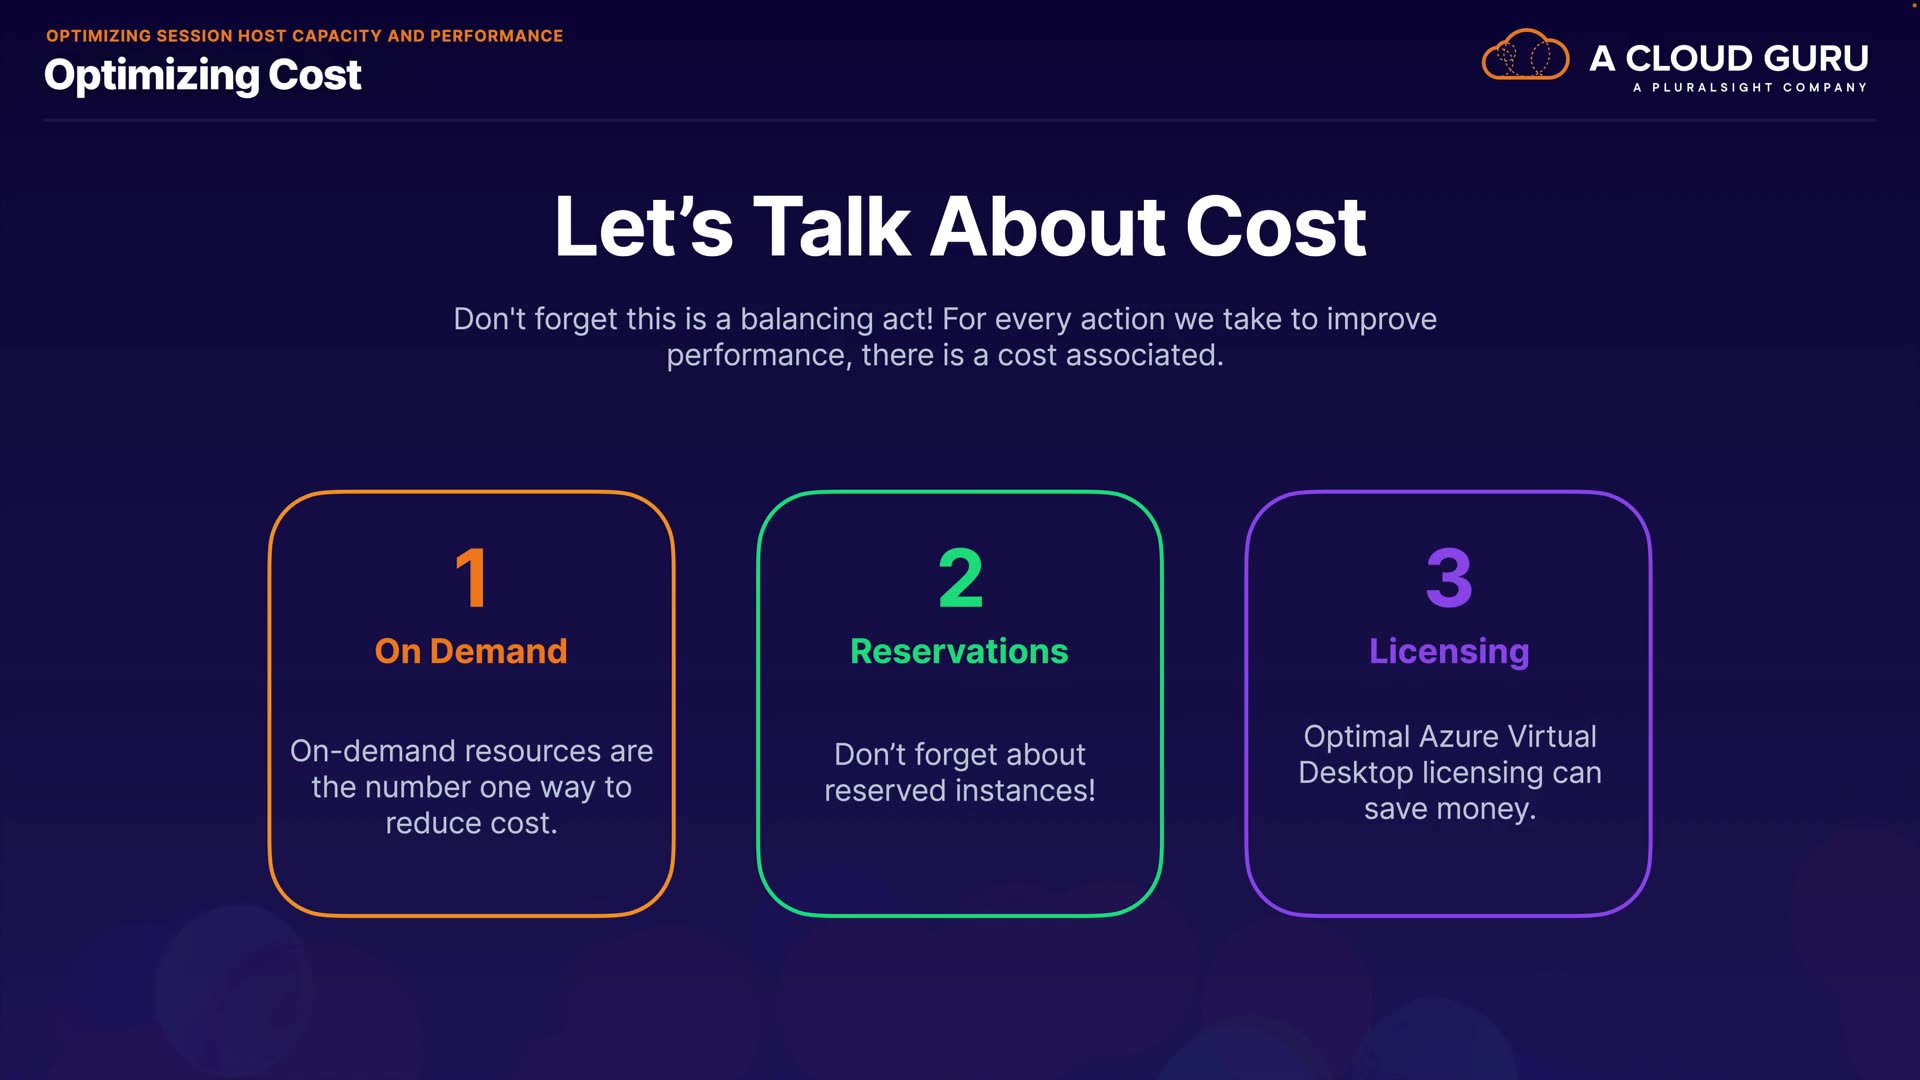 OPTIMIZING SESSION HOST CAPACITY AND PERFORMANCE
Optimizing Cost
A CLOUD GURU
A PLURALSIGHT COMPANY
Let’s Talk About Cost
Don't forget this is a balancing act! For every action we take to improve
performance, there is a cost associated.
1
On Demand
On-demand resources are
the number one way to
reduce cost.
2
Reservations
Don’t forget about
reserved instances!
3
Licensing
Optimal Azure Virtual
Desktop licensing can
save money.